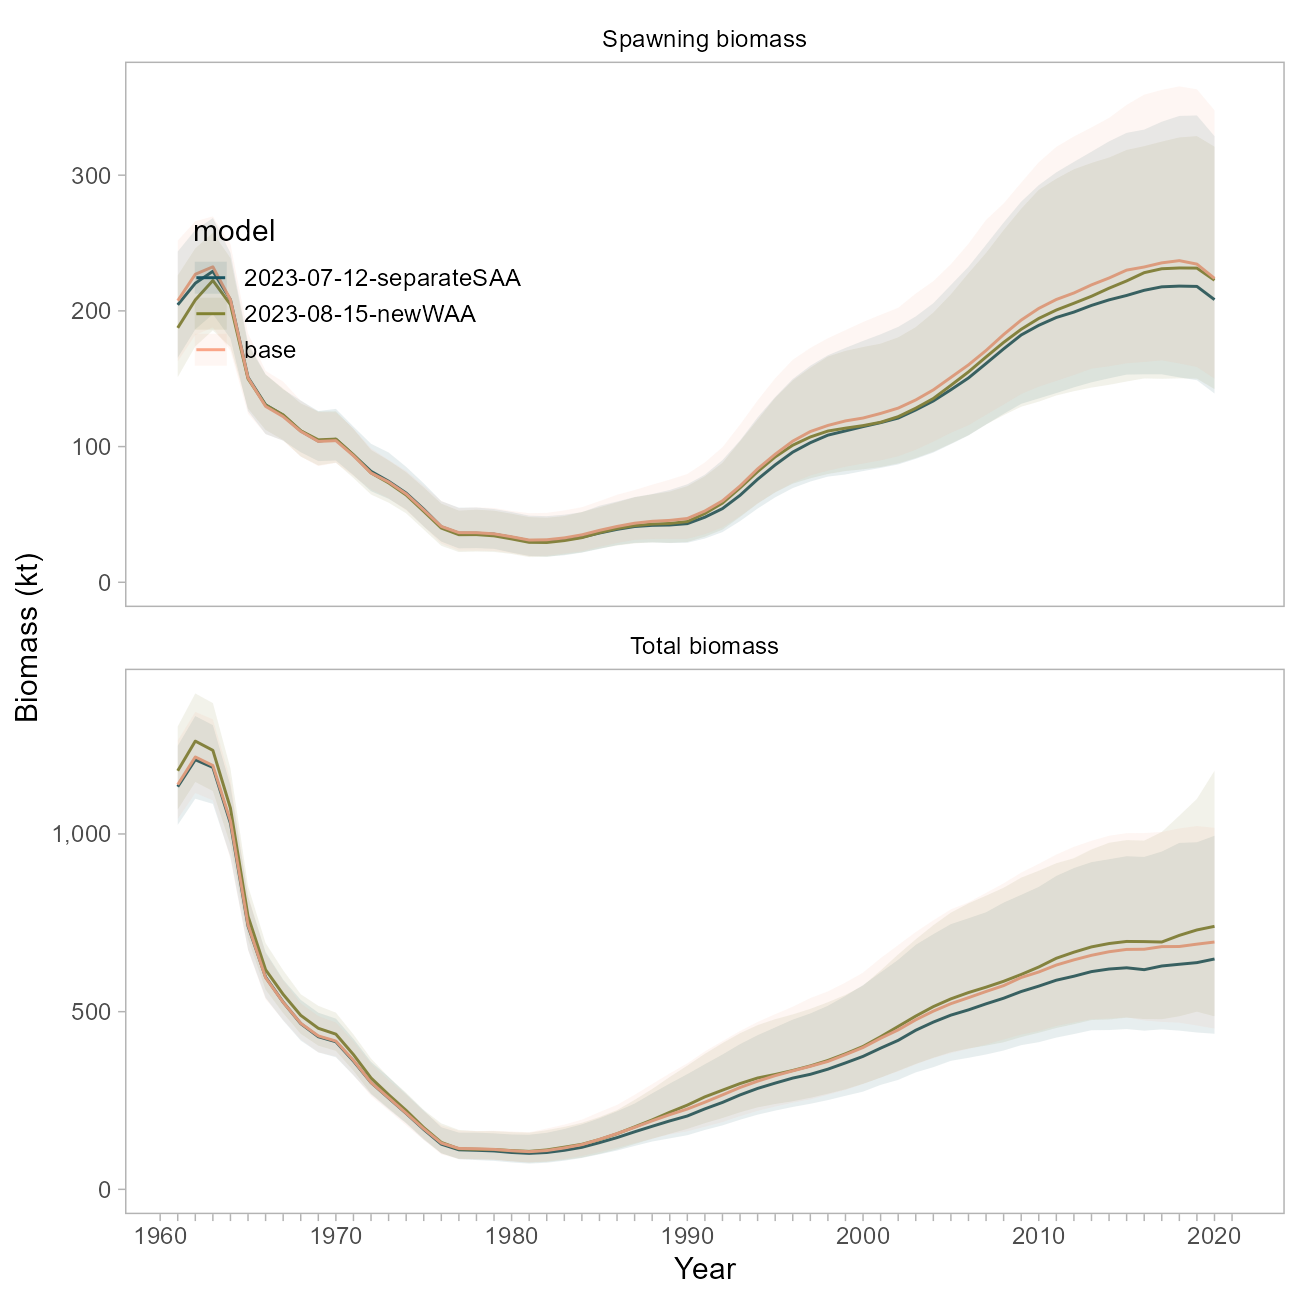 Spawning biomass
300
200
100
0
model
2023-07-12-separateSAA
2023-08-15-newWAA
base
Biomass (kt)
Total biomass
1,000
500
0
1960 1970 1980 1990 2000 2010 2020
Year